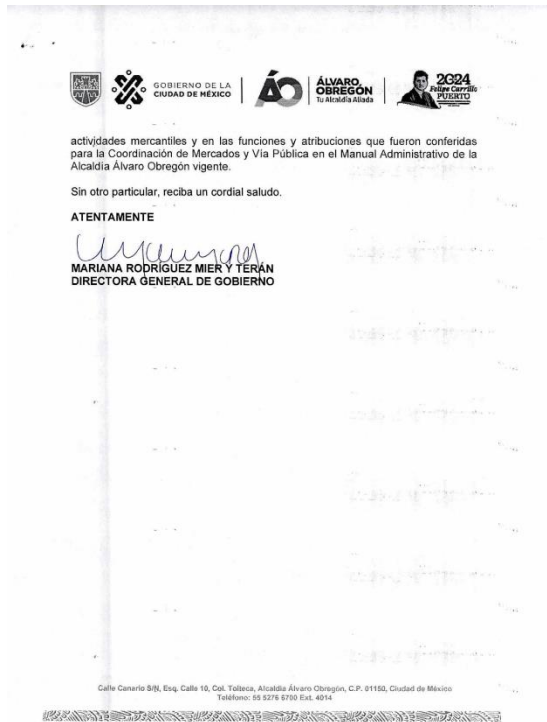 GOBIERNO DE LA
CIUDAD DE MÉXICO
ÁO
ÁLVARO
OBREGÓN
Tu Alcaldía Aliada
2024
Felipe Carrillo
PUERTO
actividades mercantiles y en las funciones y atribuciones que fueron conferidas
para la Coordinación de Mercados y Vía Pública en el Manual Administrativo de la
Alcaldía Álvaro Obregón vigente.
Sin otro particular, reciba un cordial saludo.
ATENTAMENTE
MARIANA RODRÍGUEZ MIER Y TERÁN
DIRECTORA GENERAL DE GOBIERNO
Calle Canario S/N, Esq. Calle 10, Col. Tolteca, Alcaldía Álvaro Obregón, C.P. 01150, Ciudad de México
Teléfono: 55 5276 6700 Ext. 4014